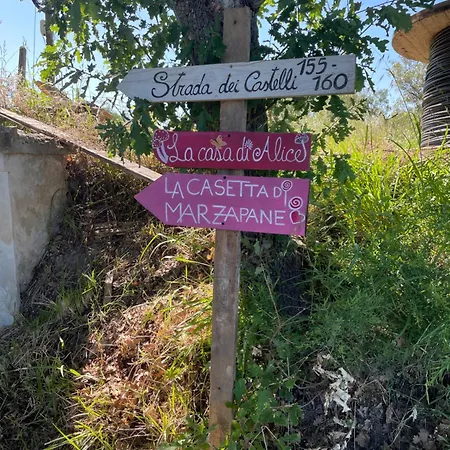 Strada dei Castelli 155-
160
La casa di Alice
LA CASETTA Di
MARZAPANE